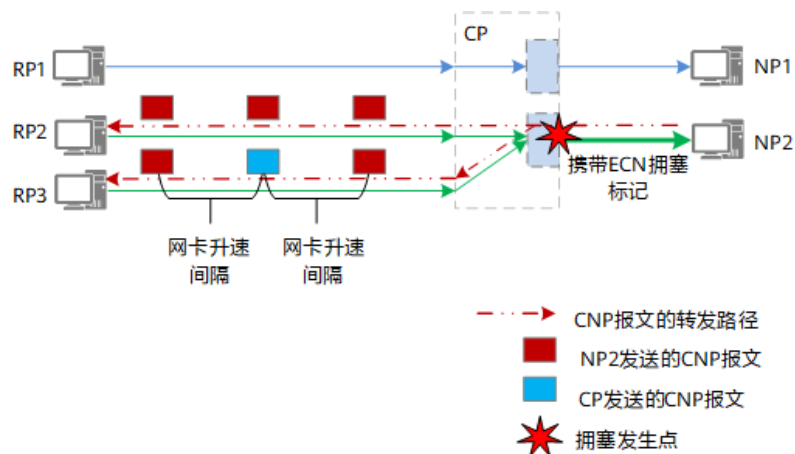 CP
RP1
NP1
RP2
NP2
携带ECN拥塞
标记
RP3
网卡升速
间隔
网卡升速
间隔
CNP报文的转发路径
NP2发送的CNP报文
CP发送的CNP报文
拥塞发生点